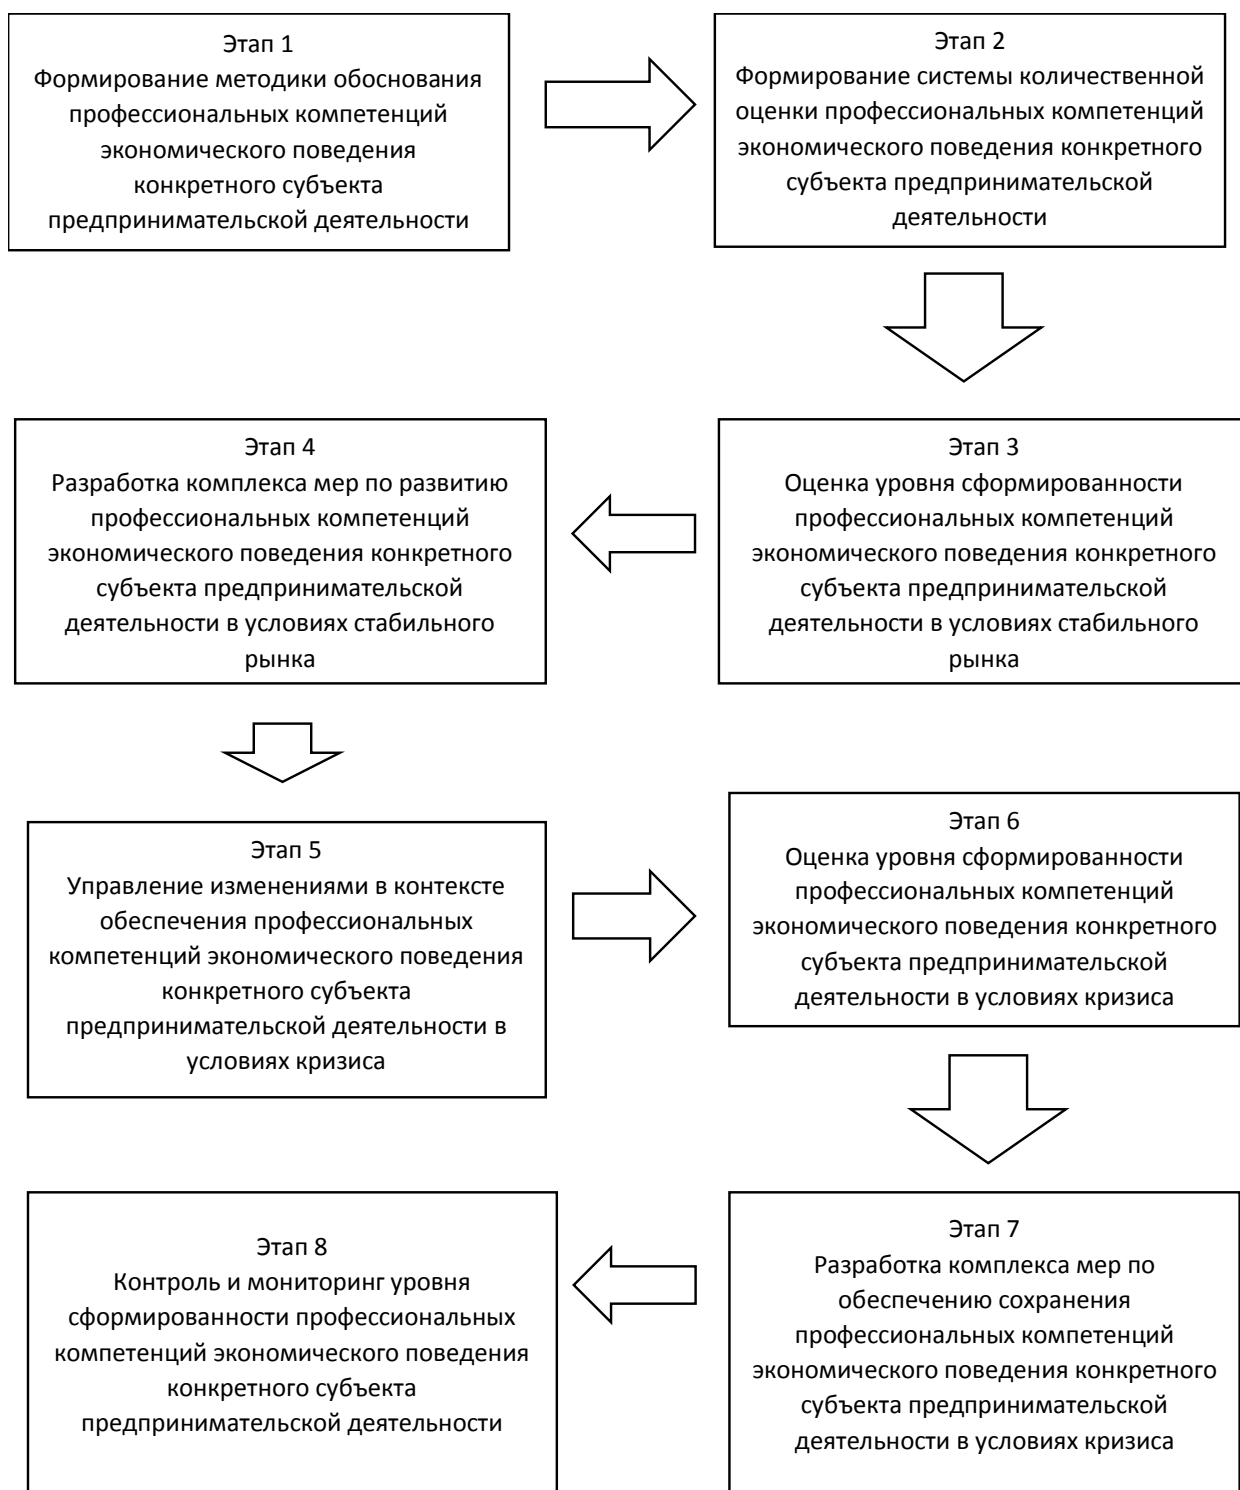 Этап 1
Формирование методики обоснования
профессиональных компетенций
экономического поведения
конкретного субъекта
предпринимательской деятельности
Этап 2
Формирование системы количественной
оценки профессиональных компетенций
экономического поведения конкретного
субъекта предпринимательской
деятельности
Этап 3
Оценка уровня сформированности
профессиональных компетенций
экономического поведения конкретного
субъекта предпринимательской
деятельности в условиях стабильного
рынка
Этап 4
Разработка комплекса мер по развитию
профессиональных компетенций
экономического поведения конкретного
субъекта предпринимательской
деятельности в условиях стабильного
рынка
Этап 5
Управление изменениями в контексте
обеспечения профессиональных
компетенций экономического поведения
конкретного субъекта
предпринимательской деятельности в
условиях кризиса
Этап 6
Оценка уровня сформированности
профессиональных компетенций
экономического поведения конкретного
субъекта предпринимательской
деятельности в условиях кризиса
Этап 7
Разработка комплекса мер по
обеспечению сохранения
профессиональных компетенций
экономического поведения конкретного
субъекта предпринимательской
деятельности в условиях кризиса
Этап 8
Контроль и мониторинг уровня
сформированности профессиональных
компетенций экономического поведения
конкретного субъекта
предпринимательской деятельности